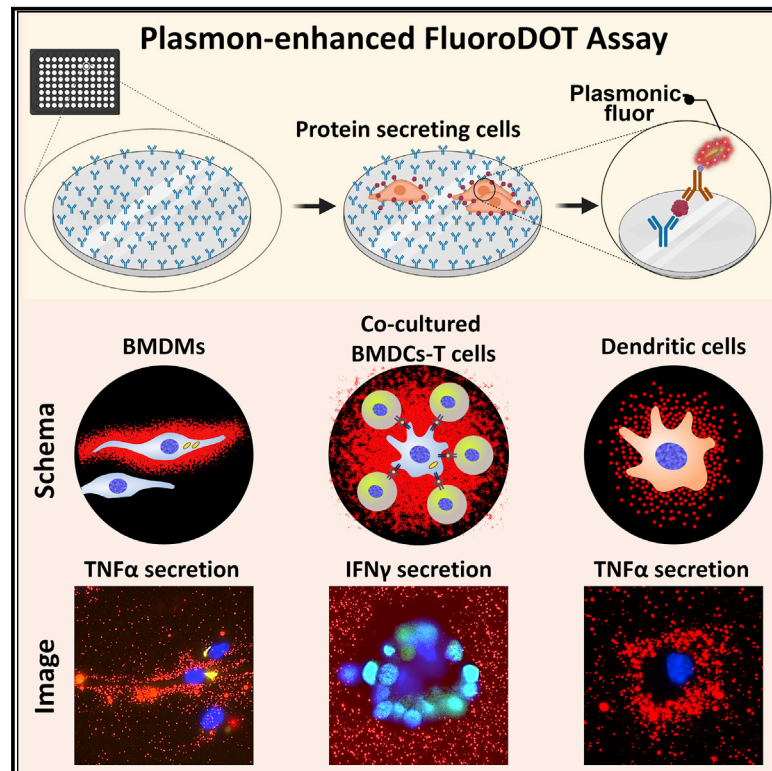 Plasmon-enhanced FluoroDOT Assay
Protein secreting cells
Plasmonic-
fluor
Schema
BMDMs
Co-cultured
BMDCs-T cells
Dendritic cells
Image
TNFα secretion
IFNγ secretion
TNFα secretion